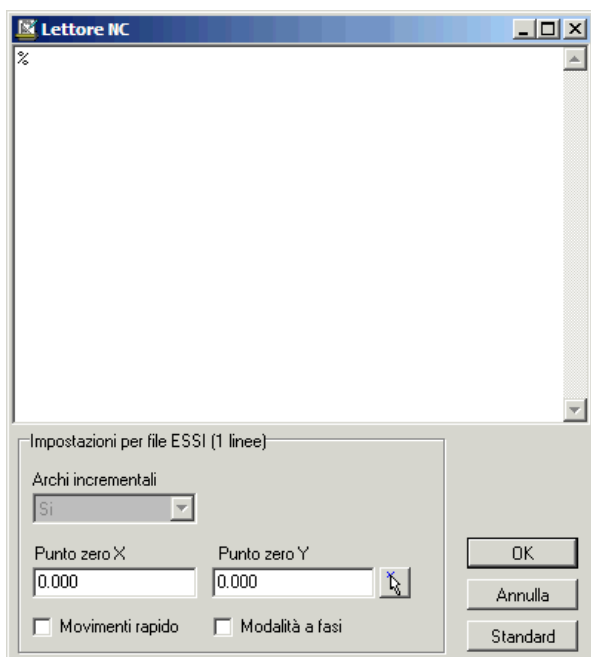 Lettore NC
%
Impostazioni per file ESSI (1 linee)
Archi incrementali
Si
Punto zero X
Punto zero Y
0.000
0.000
Movimenti rapido
Modalità a fasi
OK
Annulla
Standard